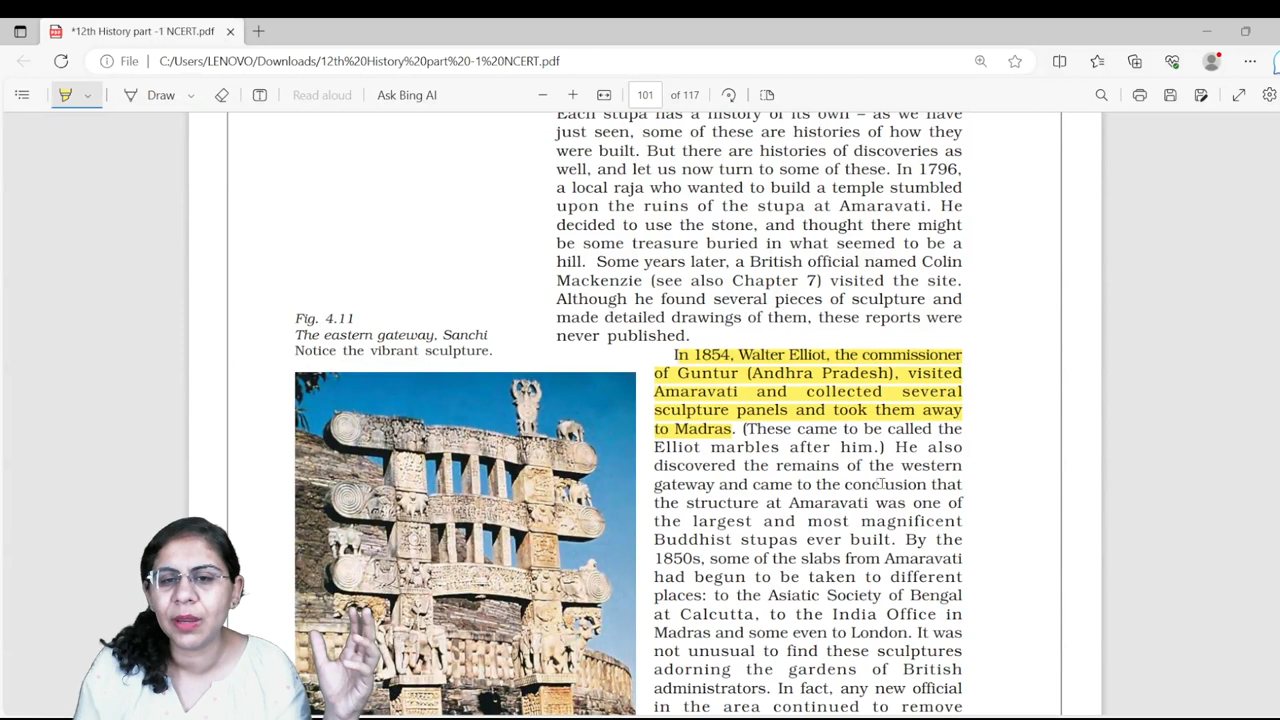 *12th History part -1 NCERT.pdf
File
C:/Users/LENOVO/Downloads/12th%20History%20part%20-1%20NCERT.pdf
Draw
Read aloud
Ask Bing AI
101
of 117
Each stupa has a history of its own – as we have
just seen, some of these are histories of how they
were built. But there are histories of discoveries as
well, and let us now turn to some of these. In 1796,
a local raja who wanted to build a temple stumbled
upon the ruins of the stupa at Amaravati. He
decided to use the stone, and thought there might
be some treasure buried in what seemed to be a
hill. Some years later, a British official named Colin
Mackenzie (see also Chapter 7) visited the site.
Although he found several pieces of sculpture and
made detailed drawings of them, these reports were
never published.
Fig. 4.11
The eastern gateway, Sanchi
Notice the vibrant sculpture.
In 1854, Walter Elliot, the commissioner
of Guntur (Andhra Pradesh), visited
Amaravati and collected several
sculpture panels and took them away
to Madras. (These came to be called the
Elliot marbles after him.) He also
discovered the remains of the western
gateway and came to the conclusion that
the structure at Amaravati was one of
the largest and most magnificent
Buddhist stupas ever built. By the
1850s, some of the slabs from Amaravati
had begun to be taken to different
places: to the Asiatic Society of Bengal
at Calcutta, to the India Office in
Madras and some even to London. It was
not unusual to find these sculptures
adorning the gardens of British
administrators. In fact, any new official
in the area continued to remove